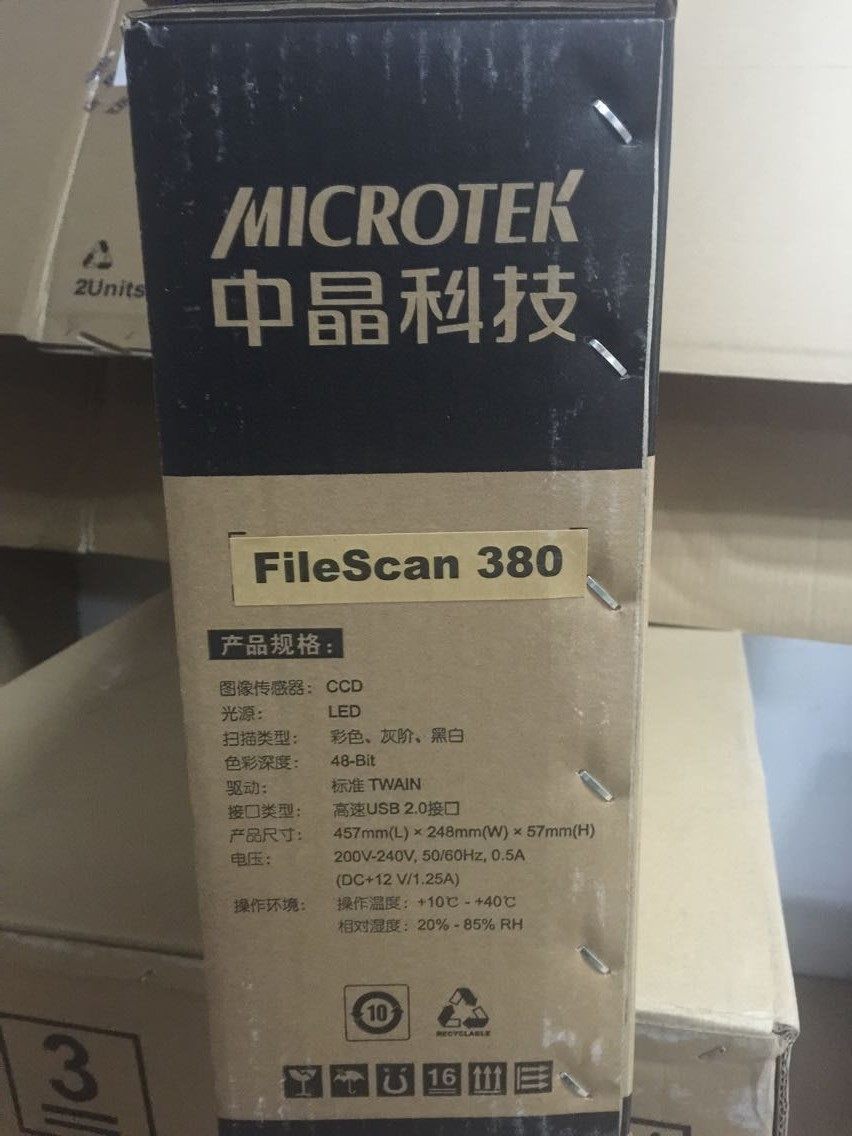 MICROTEK
中晶科技
2Units
FileScan 380
产品规格：
图像传感器： CCD
光源： LED
扫描类型： 彩色、灰阶、黑白
色彩深度： 48-Bit
驱动： 标准 TWAIN
接口类型： 高速USB 2.0接口
产品尺寸： 457mm(L) × 248mm(W) × 57mm(H)
电压： 200V-240V, 50/60Hz, 0.5A
(DC+12 V/1.25A)
操作环境： 操作温度：+10℃ - +40℃
相对湿度：20% - 85% RH
10
RECYCLABLE
16
3